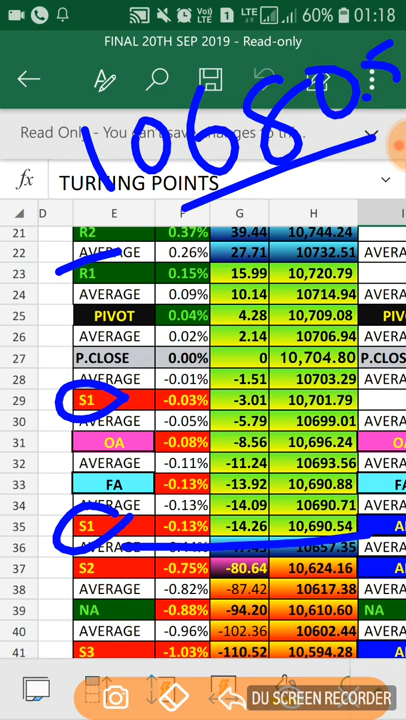 LTE 60% 01:18
FINAL 20TH SEP 2019 - Read-only
106805
Read Only - You can't save changes to thi...
fx TURNING POINTS
D E F G H I
21 R2 0.37% 39.44 10,744.24
22 AVERAGE 0.26% 27.71 10732.51 AVERA
23 R1 0.15% 15.99 10,720.79
24 AVERAGE 0.09% 10.14 10714.94 AVERA
25 PIVOT 0.04% 4.28 10,709.08 PIVO
26 AVERAGE 0.02% 2.14 10706.94 AVERA
27 P.CLOSE 0.00% 0 10,704.80 P.CLO
28 AVERAGE -0.01% -1.51 10703.29 AVERA
29 S1 -0.03% -3.01 10,701.79
30 AVERAGE -0.05% -5.79 10699.01 AVERA
31 OA -0.08% -8.56 10,696.24 OA
32 AVERAGE -0.11% -11.24 10693.56 AVERA
33 FA -0.13% -13.92 10,690.88 FA
34 AVERAGE -0.13% -14.09 10690.71 AVERA
35 S1 -0.13% -14.26 10,690.54
36 AVERAGE 10657.35 AVERA
37 S2 -0.75% -80.64 10,624.16
38 AVERAGE -0.82% -87.42 10617.38 AVERA
39 NA -0.88% -94.20 10,610.60 NA
40 AVERAGE -0.96% -102.36 10602.44 AVERA
41 S3 -1.03% -110.52 10,594.28
DU SCREEN RECORDER